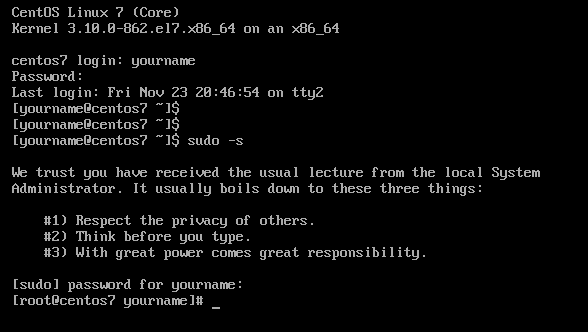 CentOS Linux 7 (Core)
Kernel 3.10.0-862.el7.x86_64 on an x86_64
centos7 login: yourname
Password:
Last login: Fri Nov 23 20:46:54 on tty2
[yourname@centos7 ~]$
[yourname@centos7 ~]$
[yourname@centos7 ~]$ sudo -s
We trust you have received the usual lecture from the local System
Administrator. It usually boils down to these three things:
#1) Respect the privacy of others.
#2) Think before you type.
#3) With great power comes great responsibility.
[sudo] password for yourname:
[root@centos7 yourname]# _